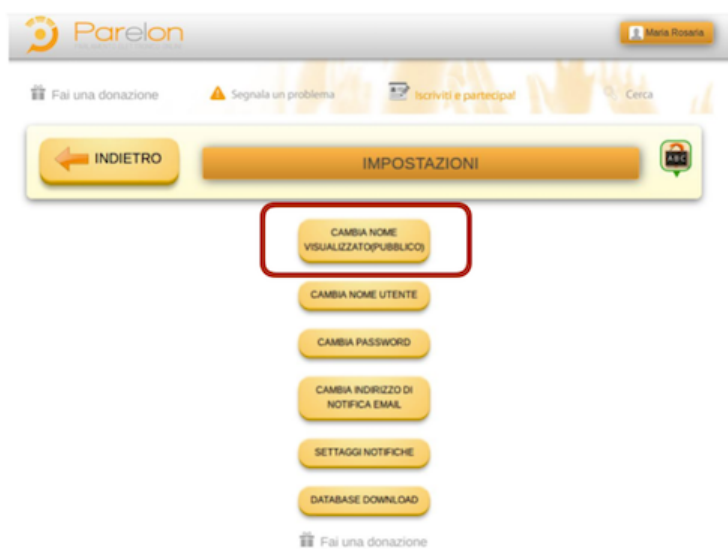 Parelon
Maria Rosaria
Fai una donazione
Segnala un problema
Iscriviti e partecipa!
Cerca
INDIETRO
IMPOSTAZIONI
ABC
CAMBIA NOME
VISUALIZZATO(PUBBLICO)
CAMBIA NOME UTENTE
CAMBIA PASSWORD
CAMBIA INDIRIZZO DI
NOTIFICA EMAIL
SETTAGGI NOTIFICHE
DATABASE DOWNLOAD
Fai una donazione